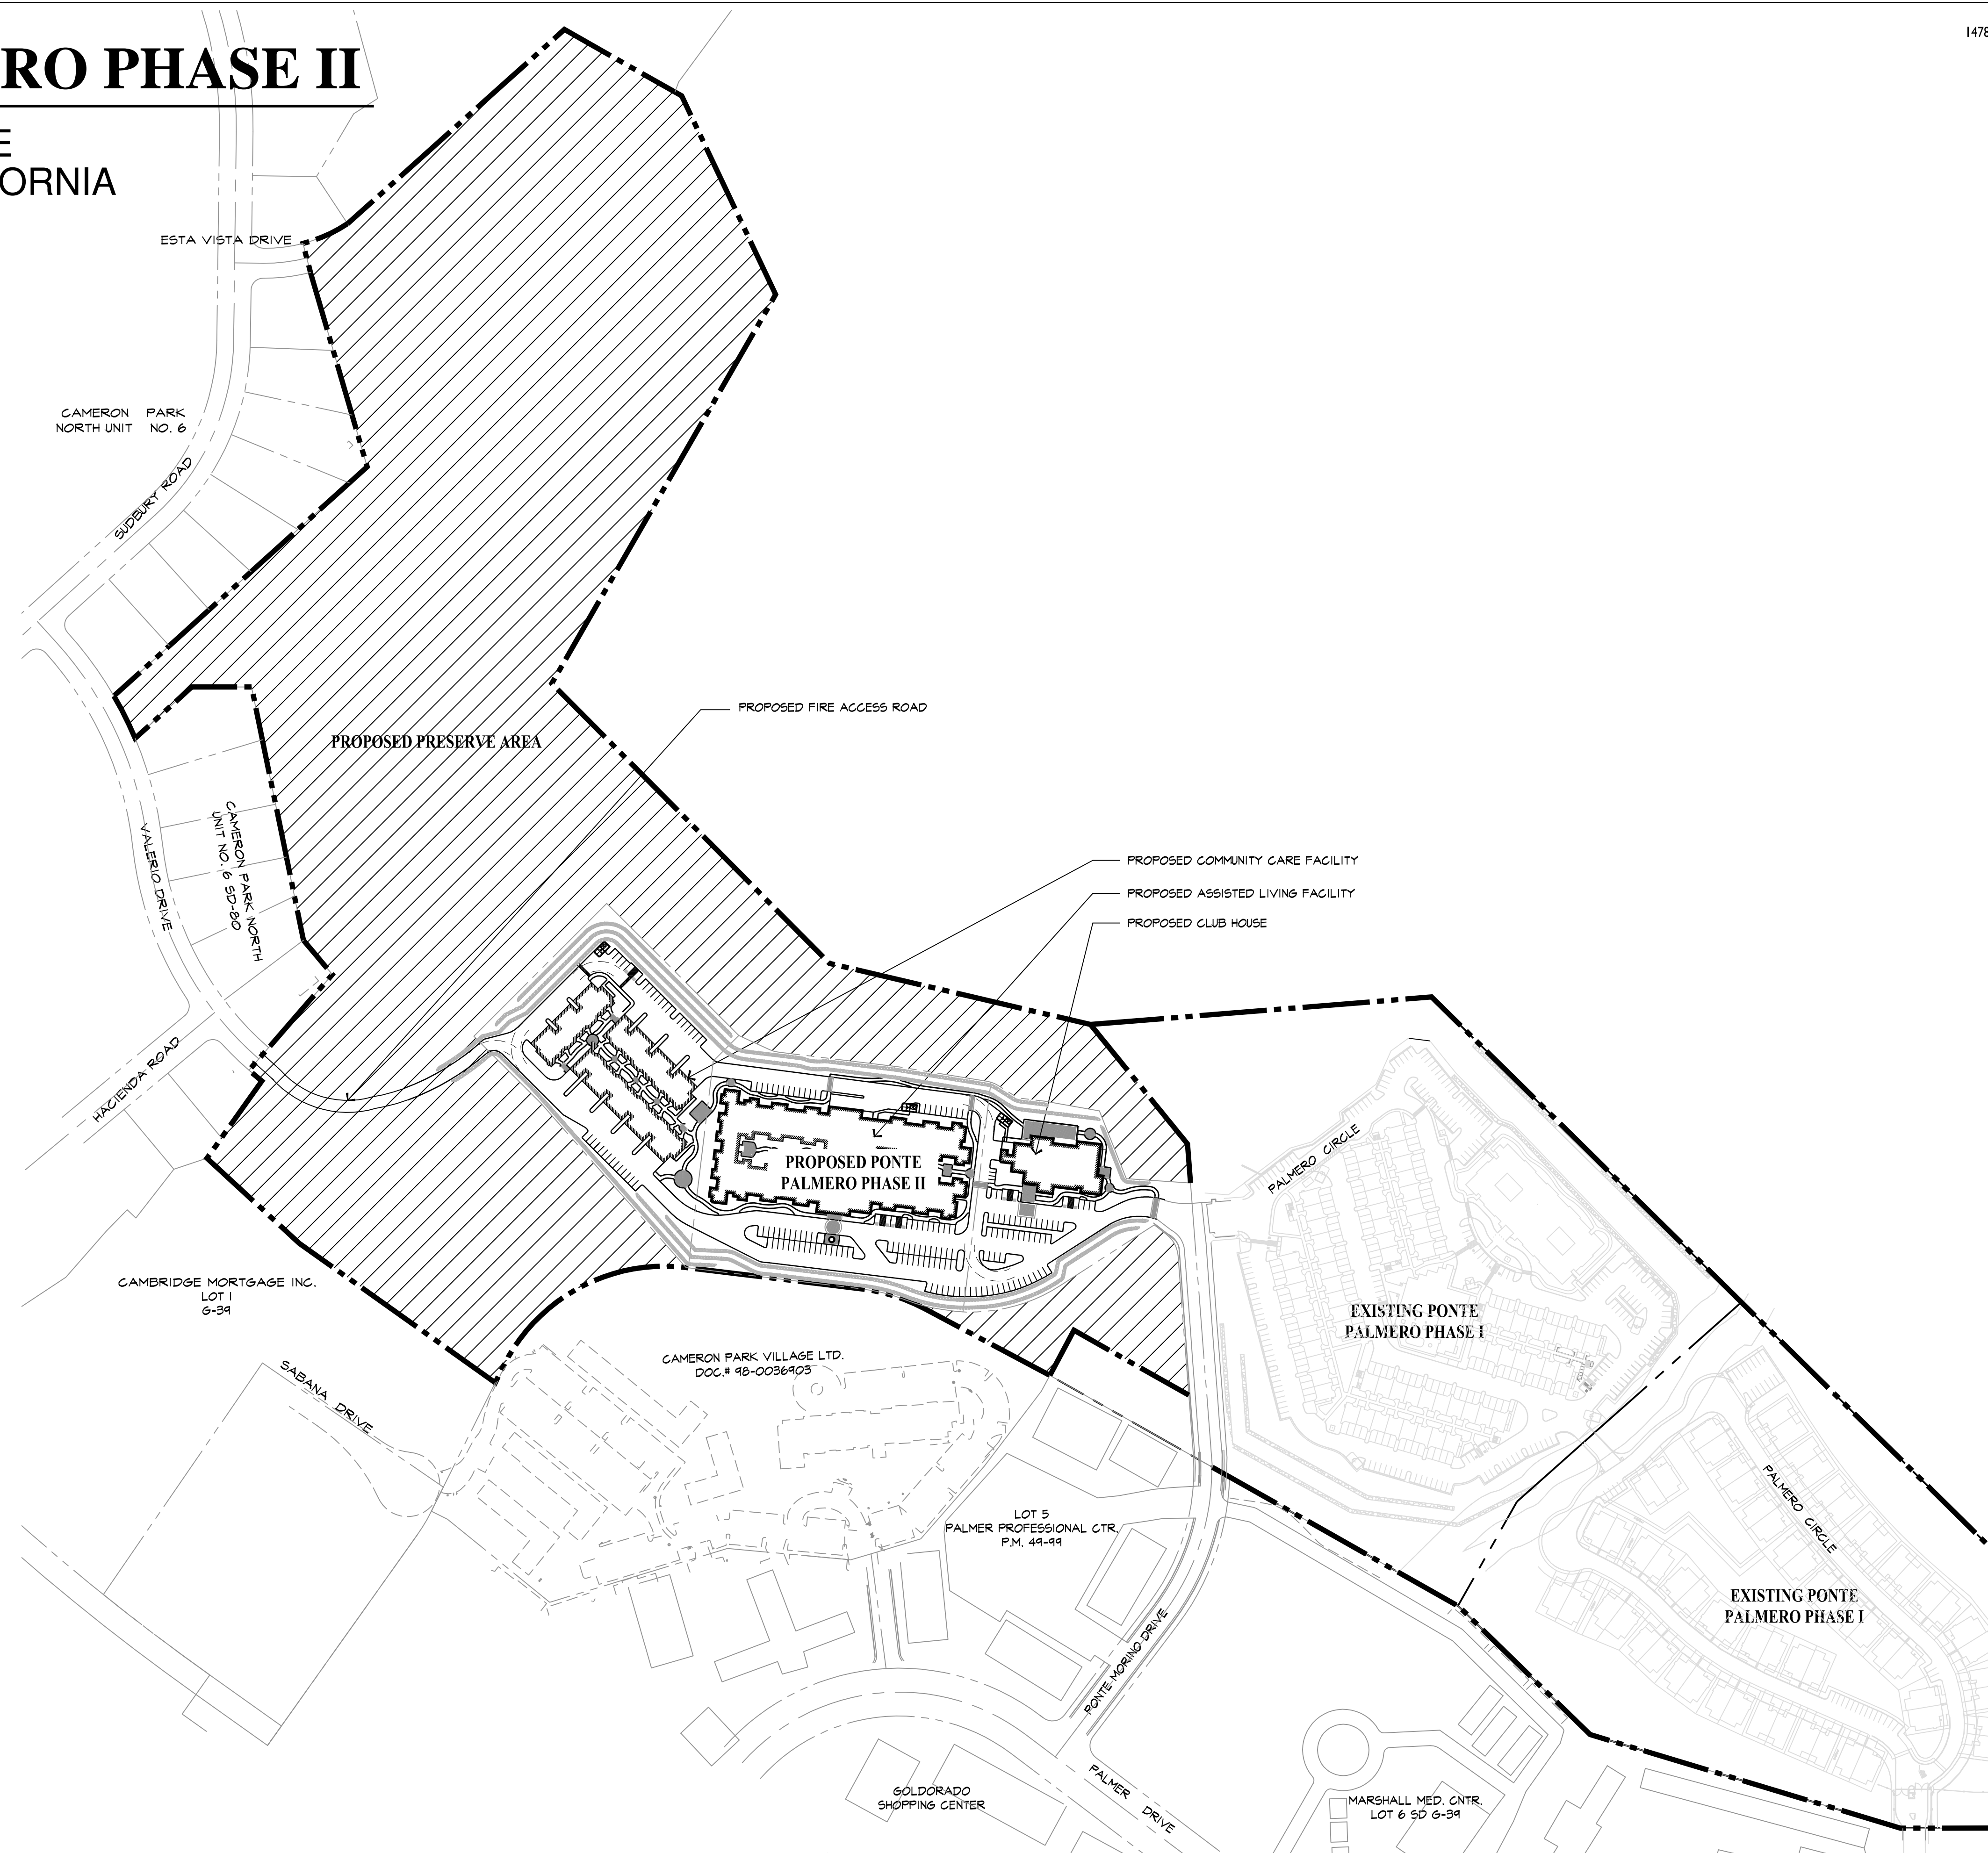 1478
RO PHASE II
E
ORNIA
ESTA VISTA DRIVE
CAMERON PARK
NORTH UNIT NO. 6
SUDBURY ROAD
PROPOSED FIRE ACCESS ROAD
PROPOSED PRESERVE AREA
VALERIO DRIVE
CAMERON PARK NORTH
UNIT NO. 6 SD-80
PROPOSED COMMUNITY CARE FACILITY
PROPOSED ASSISTED LIVING FACILITY
PROPOSED CLUB HOUSE
HACIENDA ROAD
PROPOSED PONTE
PALMERO PHASE II
PALMERO CIRCLE
CAMBRIDGE MORTGAGE INC.
LOT 1
G-39
EXISTING PONTE
PALMERO PHASE I
CAMERON PARK VILLAGE LTD.
DOC.# 98-0036903
SABANA DRIVE
LOT 5
PALMER PROFESSIONAL CTR.
P.M. 49-99
PALMERO CIRCLE
EXISTING PONTE
PALMERO PHASE I
PONTE MORINO DRIVE
PALMER DRIVE
GOLDORADO
SHOPPING CENTER
MARSHALL MED. CNTR.
LOT 6 SD G-39